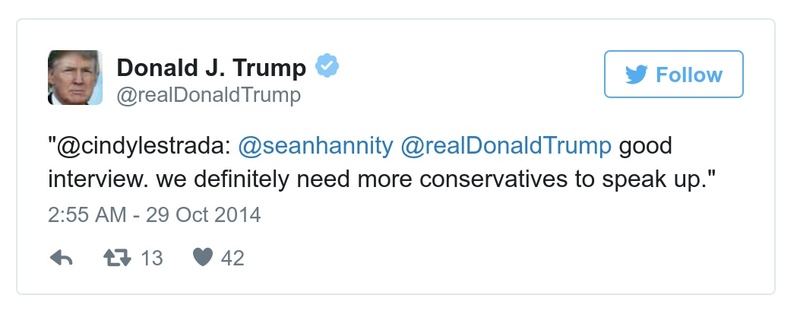 Donald J. Trump
@realDonaldTrump
Follow
"@cindylestrada: @seanhannity @realDonaldTrump good
interview. we definitely need more conservatives to speak up."
2:55 AM - 29 Oct 2014
13 42